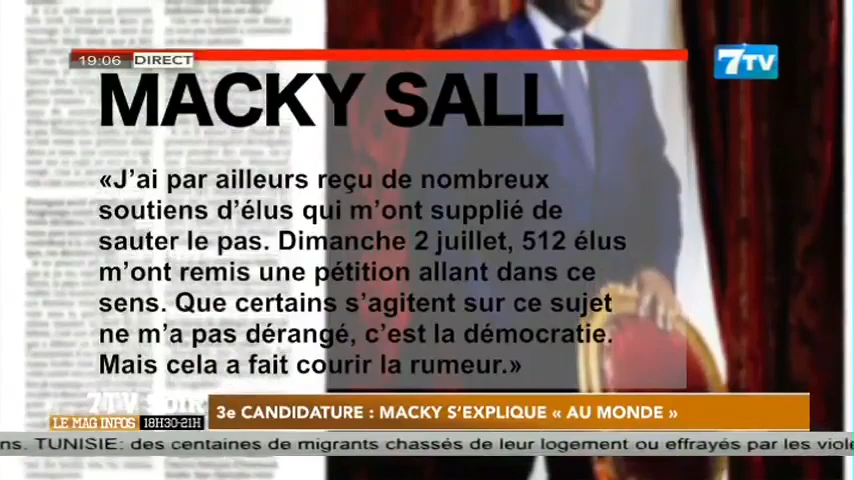 19:06 DIRECT
7TV
MACKY SALL
«J’ai par ailleurs reçu de nombreux
soutiens d’élus qui m’ont supplié de
sauter le pas. Dimanche 2 juillet, 512 élus
m’ont remis une pétition allant dans ce
sens. Que certains s’agitent sur ce sujet
ne m’a pas dérangé, c’est la démocratie.
Mais cela a fait courir la rumeur.»
7TV SOIR
LE MAG INFOS 18H30-21H
3e CANDIDATURE : MACKY S’EXPLIQUE « AU MONDE »
ns. TUNISIE: des centaines de migrants chassés de leur logement ou effrayés par les viole